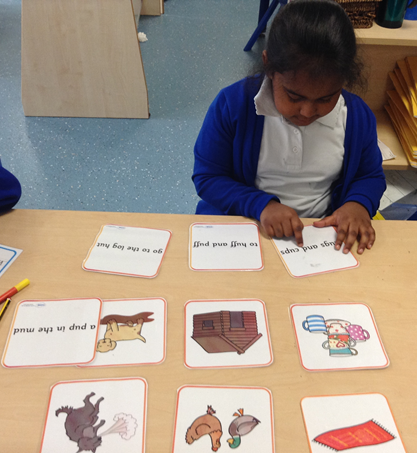 go to the log hut
to huff and puff
mugs and cups
a pup in the mud